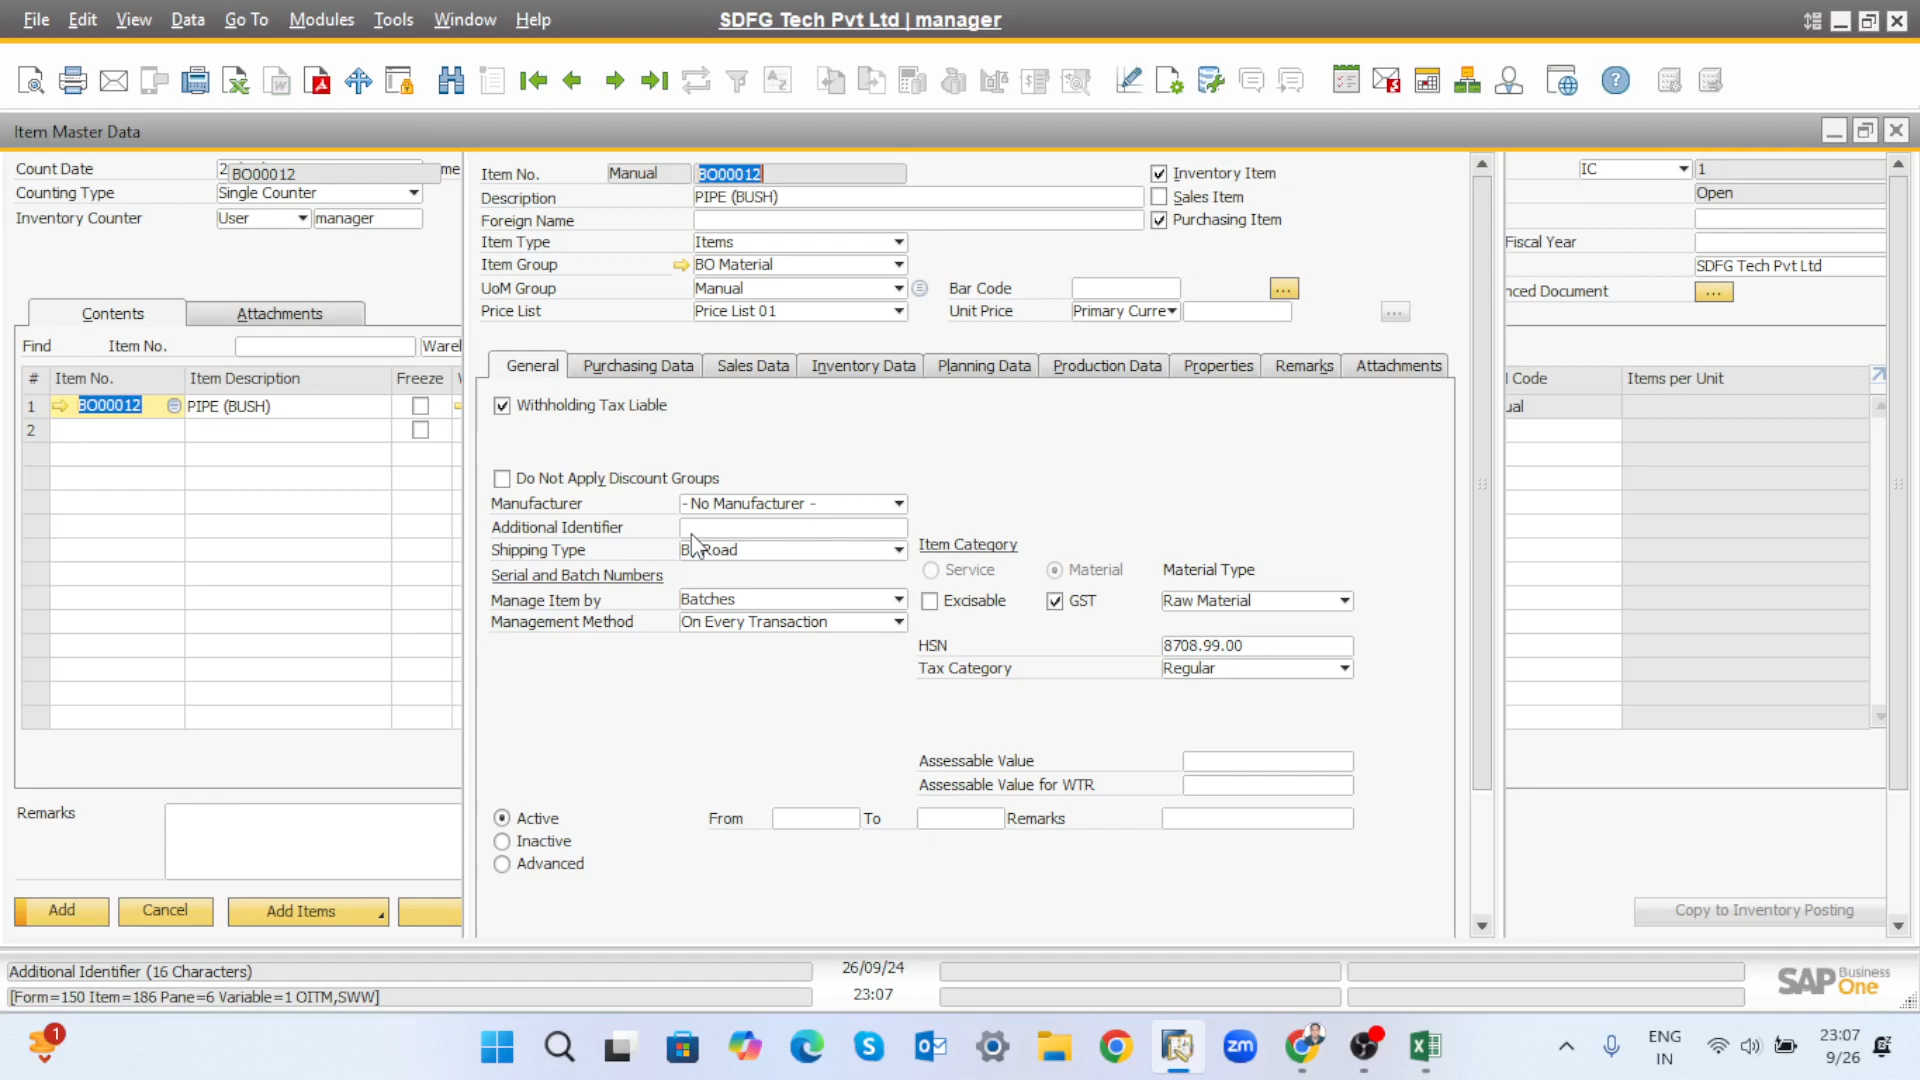 File Edit View Data Go To Modules Tools Window Help
SDFG Tech Pvt Ltd | manager
Item Master Data
Count Date
BO00012
Counting Type Single Counter
Inventory Counter User manager
Contents Attachments
Find Item No.
# Item No. Item Description Freeze
1 BO00012 PIPE (BUSH)
2
Remarks
Add Cancel Add Items
Item No. Manual BO00012
Description PIPE (BUSH)
Foreign Name
Item Type Items
Item Group BO Material
UoM Group Manual
Price List Price List 01
Bar Code ...
Unit Price Primary Curre ...
Inventory Item
Sales Item
Purchasing Item
General Purchasing Data Sales Data Inventory Data Planning Data Production Data Properties Remarks Attachments
Withholding Tax Liable
Do Not Apply Discount Groups
Manufacturer - No Manufacturer -
Additional Identifier
Shipping Type By Road
Serial and Batch Numbers
Manage Item by Batches
Management Method On Every Transaction
Item Category
Service Material Material Type
Excisable GST Raw Material
HSN 8708.99.00
Tax Category Regular
Assessable Value
Assessable Value for WTR
Active From To Remarks
Inactive
Advanced
IC 1
Open
Fiscal Year
SDFG Tech Pvt Ltd
nced Document ...
Code Items per Unit
ual
Copy to Inventory Posting
Additional Identifier (16 Characters)
[Form=150 Item=186 Pane=6 Variable=1 OITM,SWW]
26/09/24
23:07
SAP Business One
1
zm
ENG
IN
23:07
9/26